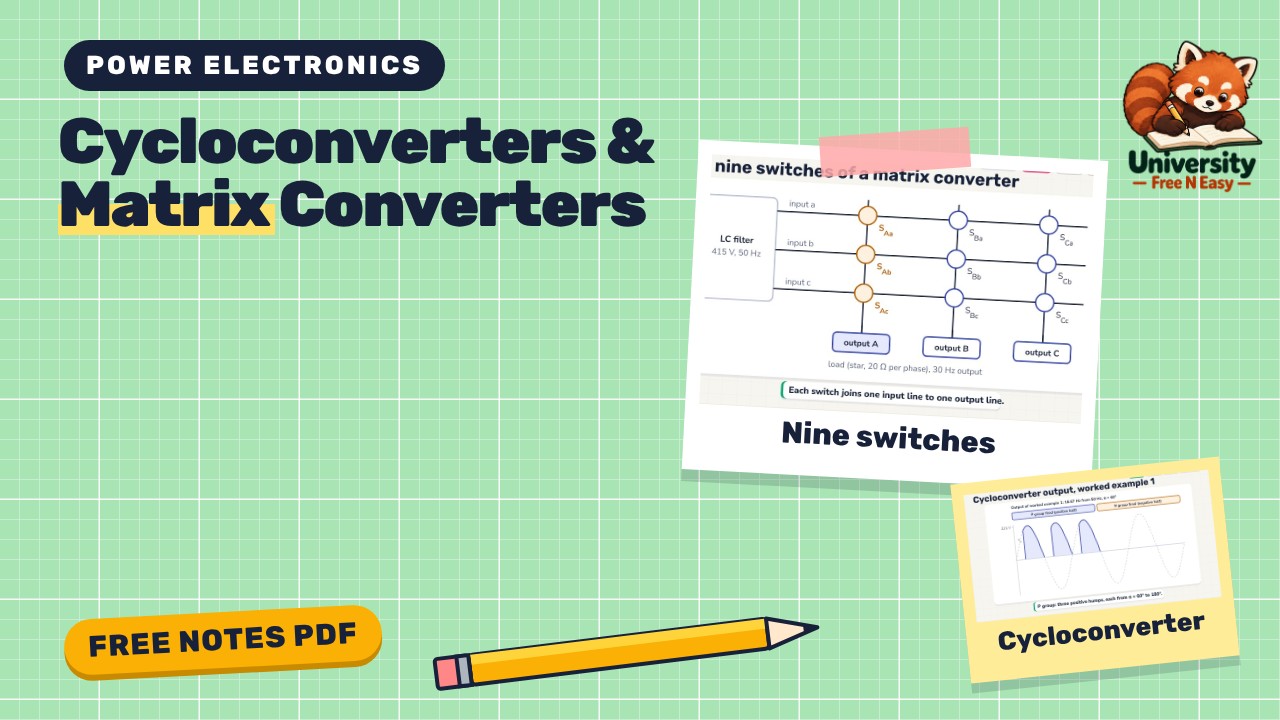 POWER ELECTRONICS
Cycloconverters &
Matrix Converters
University
Free N Easy
nine switches of a matrix converter
input a
input b
input c
LC filter
415 V, 50 Hz
SAa
SBa
SCa
SAb
SBb
SCb
SAc
SBc
SCc
output A
output B
output C
load (star, 20 Ω per phase), 30 Hz output
Each switch joins one input line to one output line.
Nine switches
Cycloconverter output, worked example 1
P group: three positive humps, each from α = 60° to 180°.
Cycloconverter
FREE NOTES PDF